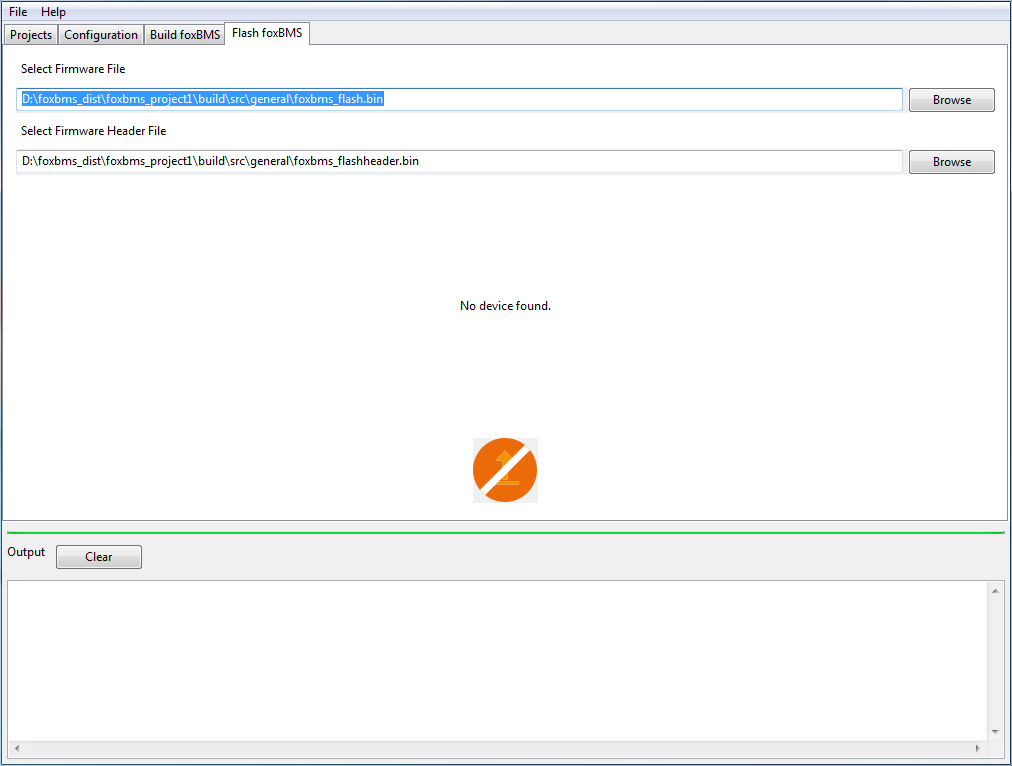 File Help
Projects Configuration Build foxBMS Flash foxBMS
Select Firmware File
D:\foxbms_dist\foxbms_project1\build\src\general\foxbms_flash.bin Browse
Select Firmware Header File
D:\foxbms_dist\foxbms_project1\build\src\general\foxbms_flashheader.bin Browse
No device found.
Output Clear